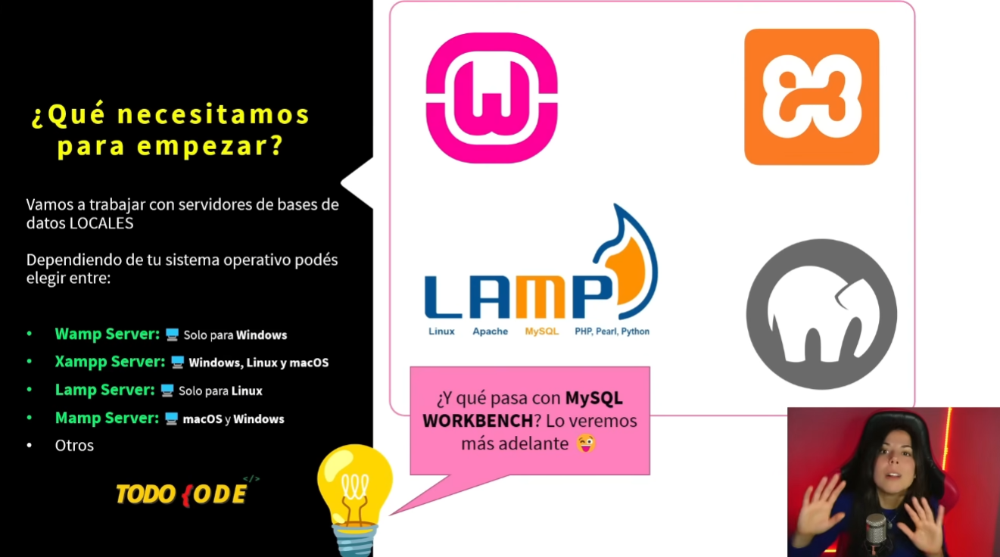 ¿Qué necesitamos
para empezar?
Vamos a trabajar con servidores de bases de
datos LOCALES
Dependiendo de tu sistema operativo podés
elegir entre:
• Wamp Server: Solo para Windows
• Xampp Server: Windows, Linux y macOS
• Lamp Server: Solo para Linux
• Mamp Server: macOS y Windows
• Otros
</>
TODO {ODE
W
LAMP
Linux Apache MySQL PHP, Pearl, Python
¿Y qué pasa con MySQL
WORKBENCH? Lo veremos
más adelante 😜